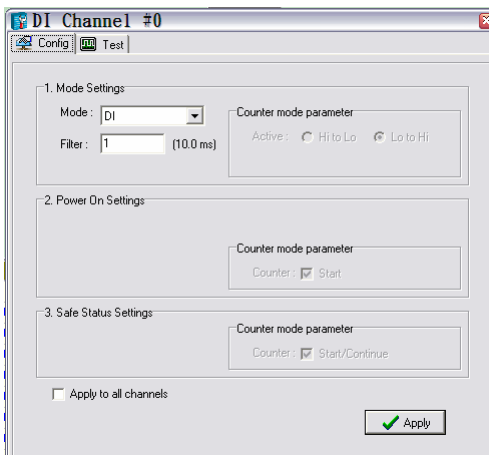 DI Channel #0
Config Test
1. Mode Settings
Mode : DI
Filter : 1 (10.0 ms)
Counter mode parameter
Active : Hi to Lo Lo to Hi
2. Power On Settings
Counter mode parameter
Counter : Start
3. Safe Status Settings
Counter mode parameter
Counter : Start/Continue
Apply to all channels
Apply